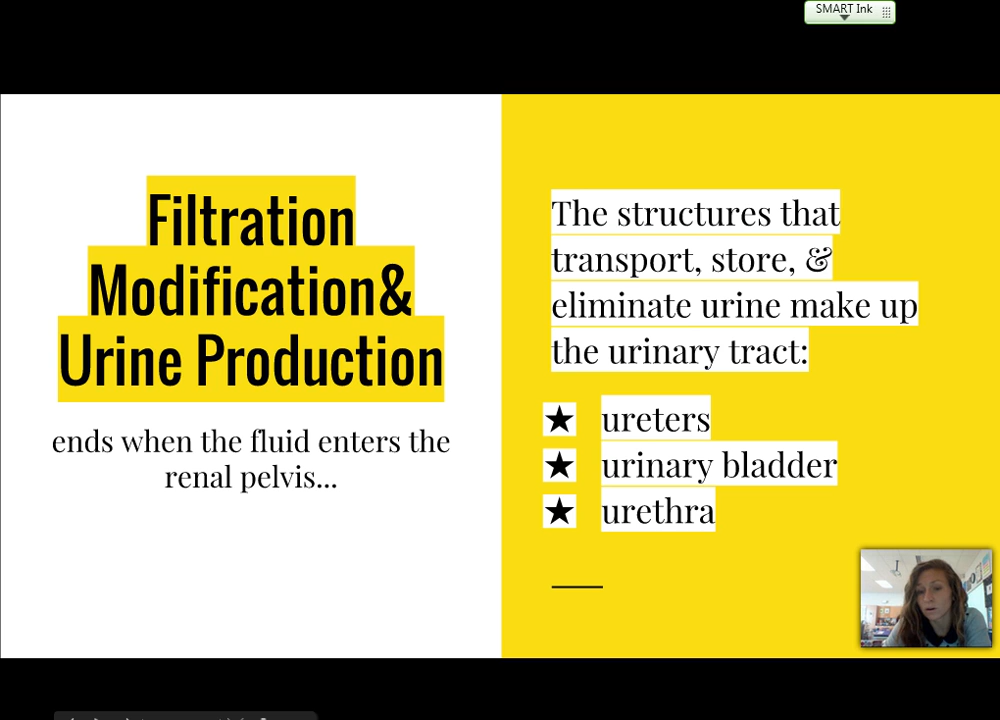 SMART Ink
Filtration
Modification&
Urine Production
ends when the fluid enters the
renal pelvis...
The structures that
transport, store, &
eliminate urine make up
the urinary tract:
★ ureters
★ urinary bladder
★ urethra